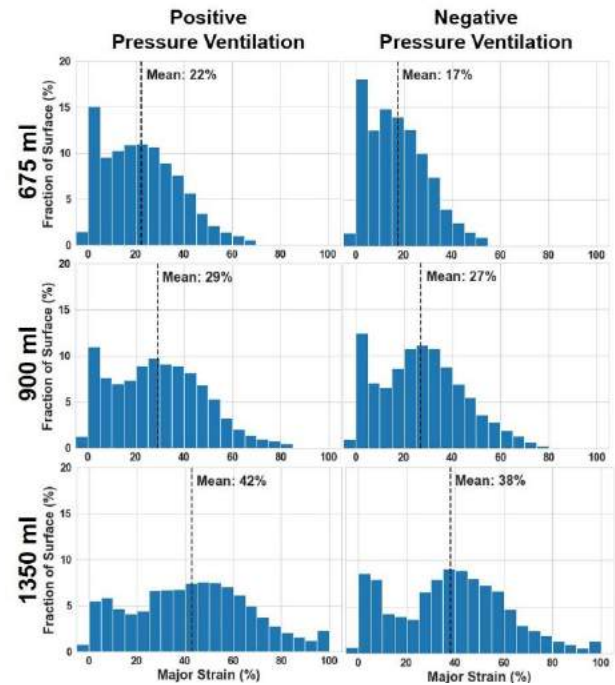 Positive
Pressure Ventilation
Negative
Pressure Ventilation
675 ml
Fraction of Surface (%)
20
15
10
5
0
Mean: 22%
0 20 40 60 80 100
Mean: 17%
0 20 40 60 80 100
900 ml
Fraction of Surface (%)
20
15
10
5
0
Mean: 29%
0 20 40 60 80 100
Mean: 27%
0 20 40 60 80 100
1350 ml
Fraction of Surface (%)
20
15
10
5
0
Mean: 42%
0 20 40 60 80 100
Major Strain (%)
Mean: 38%
0 20 40 60 80 100
Major Strain (%)